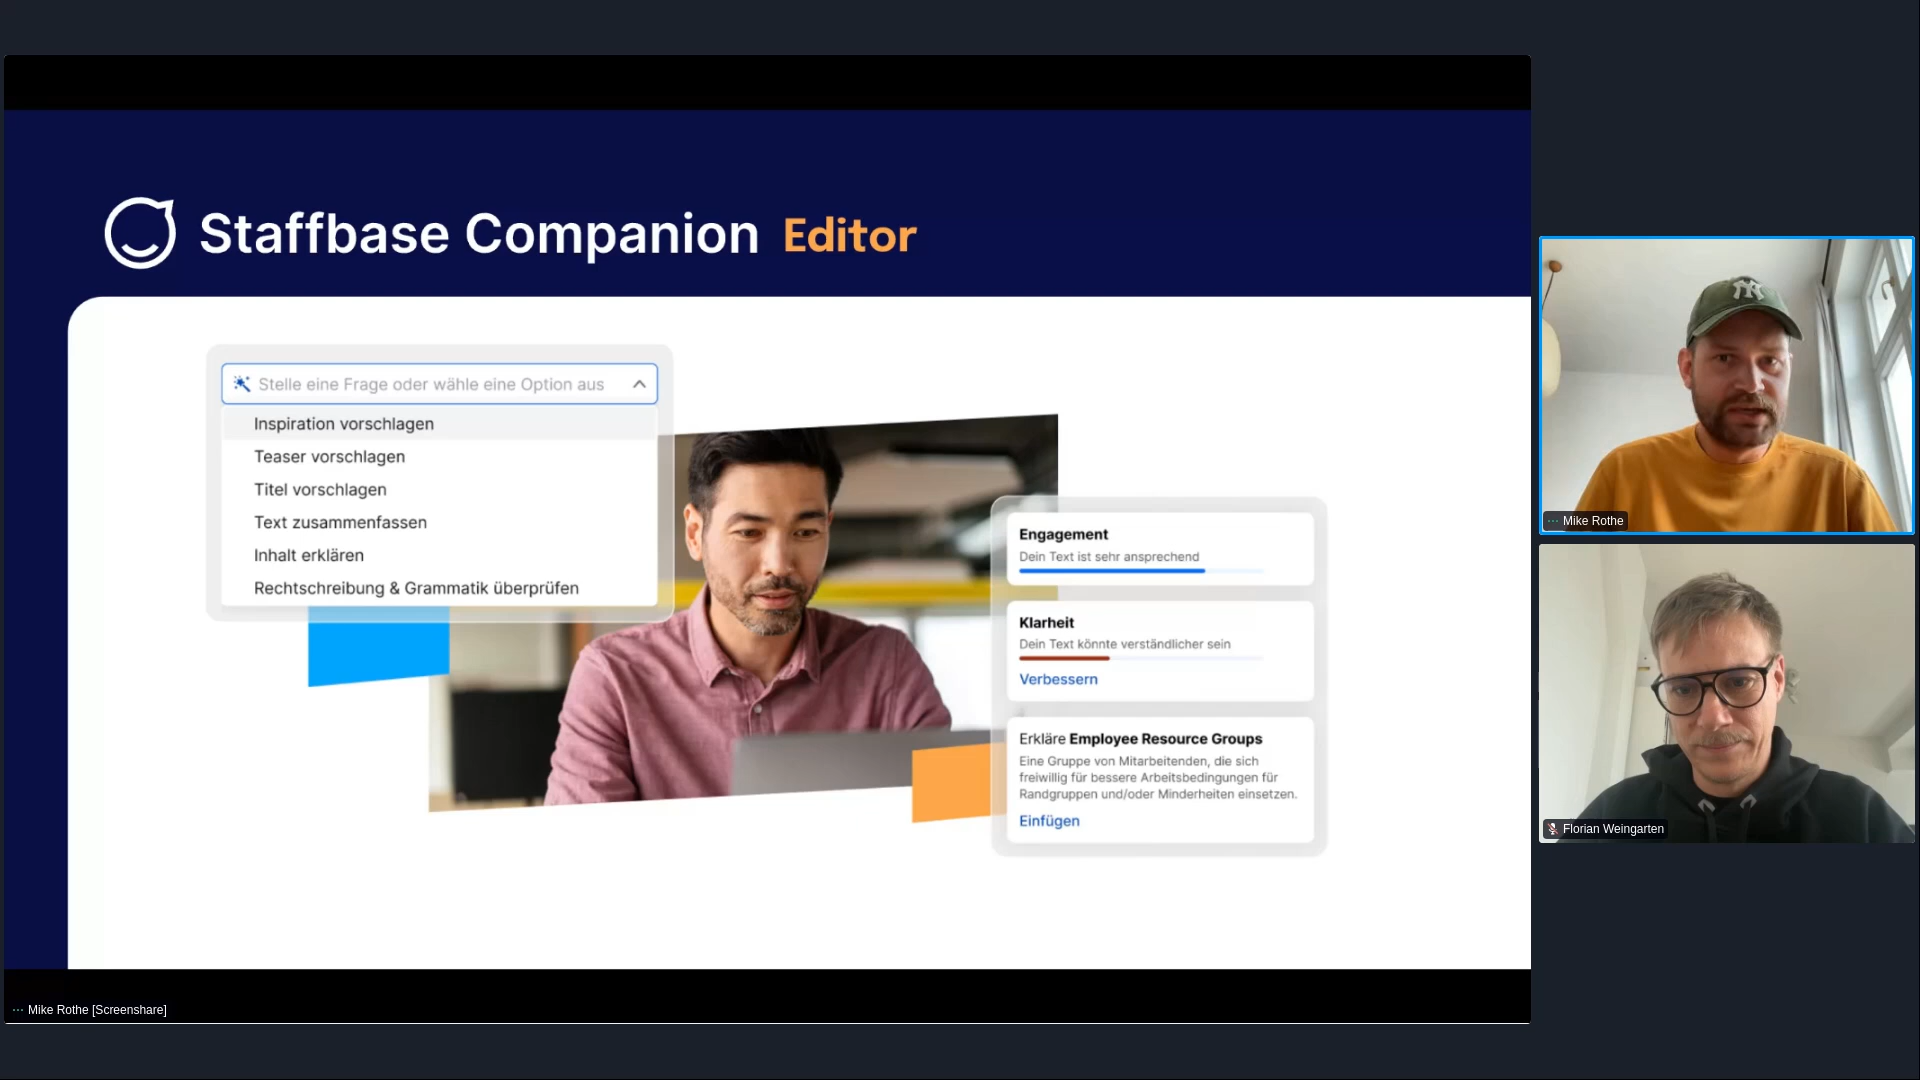 Staffbase Companion Editor
Stelle eine Frage oder wähle eine Option aus
Inspiration vorschlagen
Teaser vorschlagen
Titel vorschlagen
Text zusammenfassen
Inhalt erklären
Rechtschreibung & Grammatik überprüfen
Engagement
Dein Text ist sehr ansprechend
Klarheit
Dein Text könnte verständlicher sein
Verbessern
Erkläre Employee Resource Groups
Eine Gruppe von Mitarbeitenden, die sich
freiwillig für bessere Arbeitsbedingungen für
Randgruppen und/oder Minderheiten einsetzen.
Einfügen
Mike Rothe [Screenshare]
Mike Rothe
Florian Weingarten